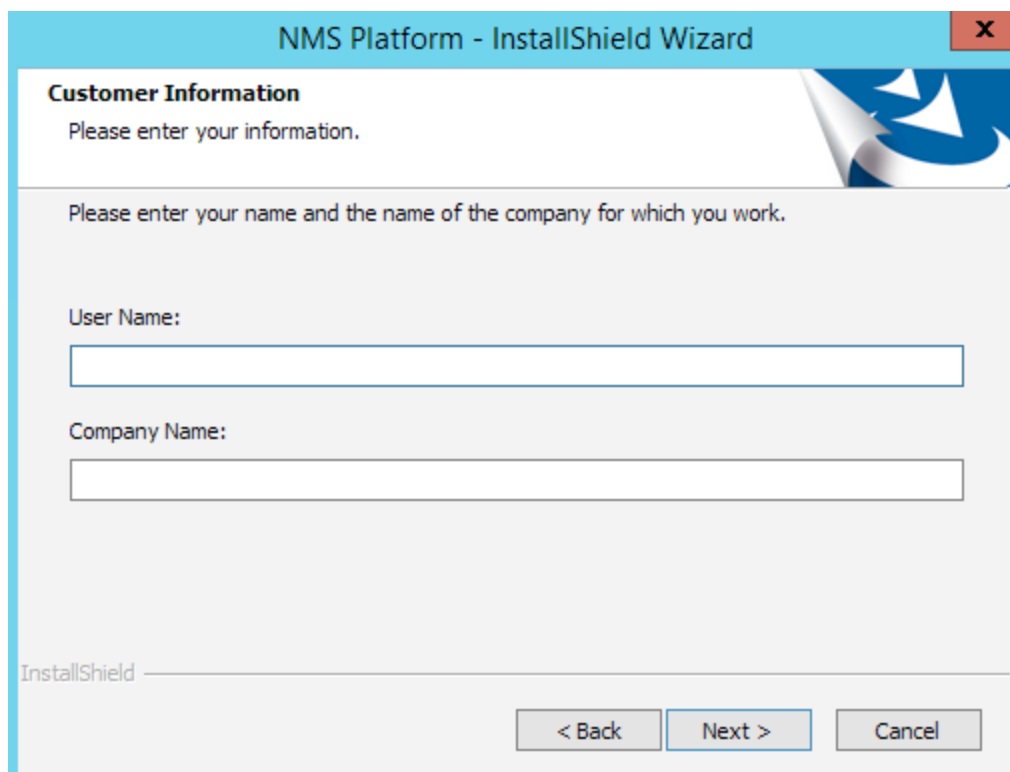 NMS Platform - InstallShield Wizard
x
Customer Information
Please enter your information.
Please enter your name and the name of the company for which you work.
User Name:
Company Name:
InstallShield
< Back Next > Cancel